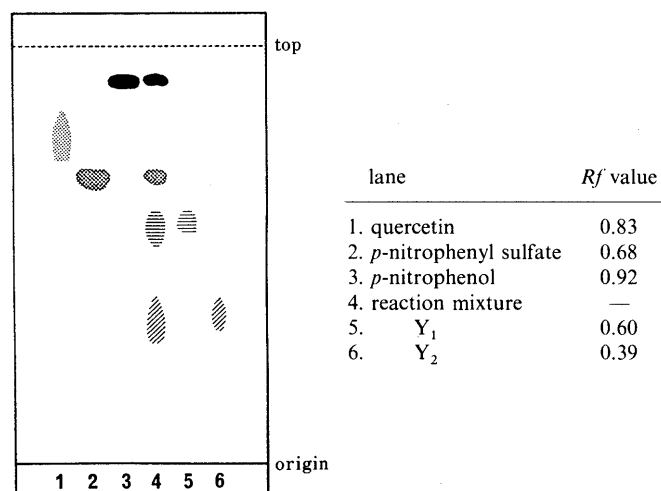 top
origin
1 2 3 4 5 6
lane Rf value
1. quercetin 0.83
2. p-nitrophenyl sulfate 0.68
3. p-nitrophenol 0.92
4. reaction mixture —
5. Y₁ 0.60
6. Y₂ 0.39